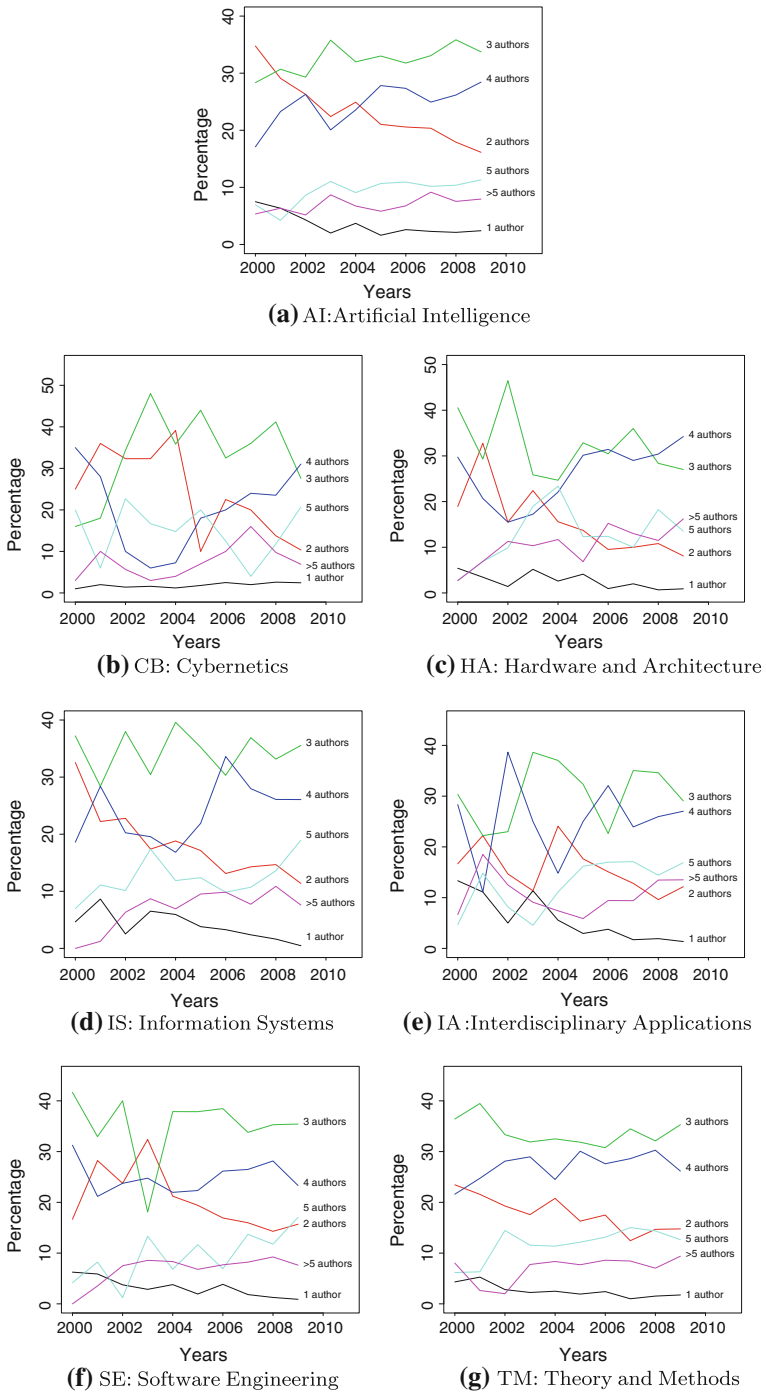 40
30
20
10
0
Percentage
3 authors
4 authors
2 authors
5 authors
>5 authors
1 author
2000 2002 2004 2006 2008 2010
Years
(a) AI:Artificial Intelligence
50
40
30
20
10
0
Percentage
4 authors
3 authors
5 authors
2 authors
>5 authors
1 author
2000 2002 2004 2006 2008 2010
Years
(b) CB: Cybernetics
50
40
30
20
10
0
Percentage
4 authors
3 authors
>5 authors
5 authors
2 authors
1 author
2000 2002 2004 2006 2008 2010
Years
(c) HA: Hardware and Architecture
40
30
20
10
0
Percentage
3 authors
4 authors
5 authors
2 authors
>5 authors
1 author
2000 2002 2004 2006 2008 2010
Years
(d) IS: Information Systems
40
30
20
10
0
Percentage
3 authors
4 authors
5 authors
>5 authors
2 authors
1 author
2000 2002 2004 2006 2008 2010
Years
(e) IA:Interdisciplinary Applications
40
30
20
10
0
Percentage
3 authors
4 authors
5 authors
2 authors
>5 authors
1 author
2000 2002 2004 2006 2008 2010
Years
(f) SE: Software Engineering
40
30
20
10
0
Percentage
3 authors
4 authors
2 authors
5 authors
>5 authors
1 author
2000 2002 2004 2006 2008 2010
Years
(g) TM: Theory and Methods